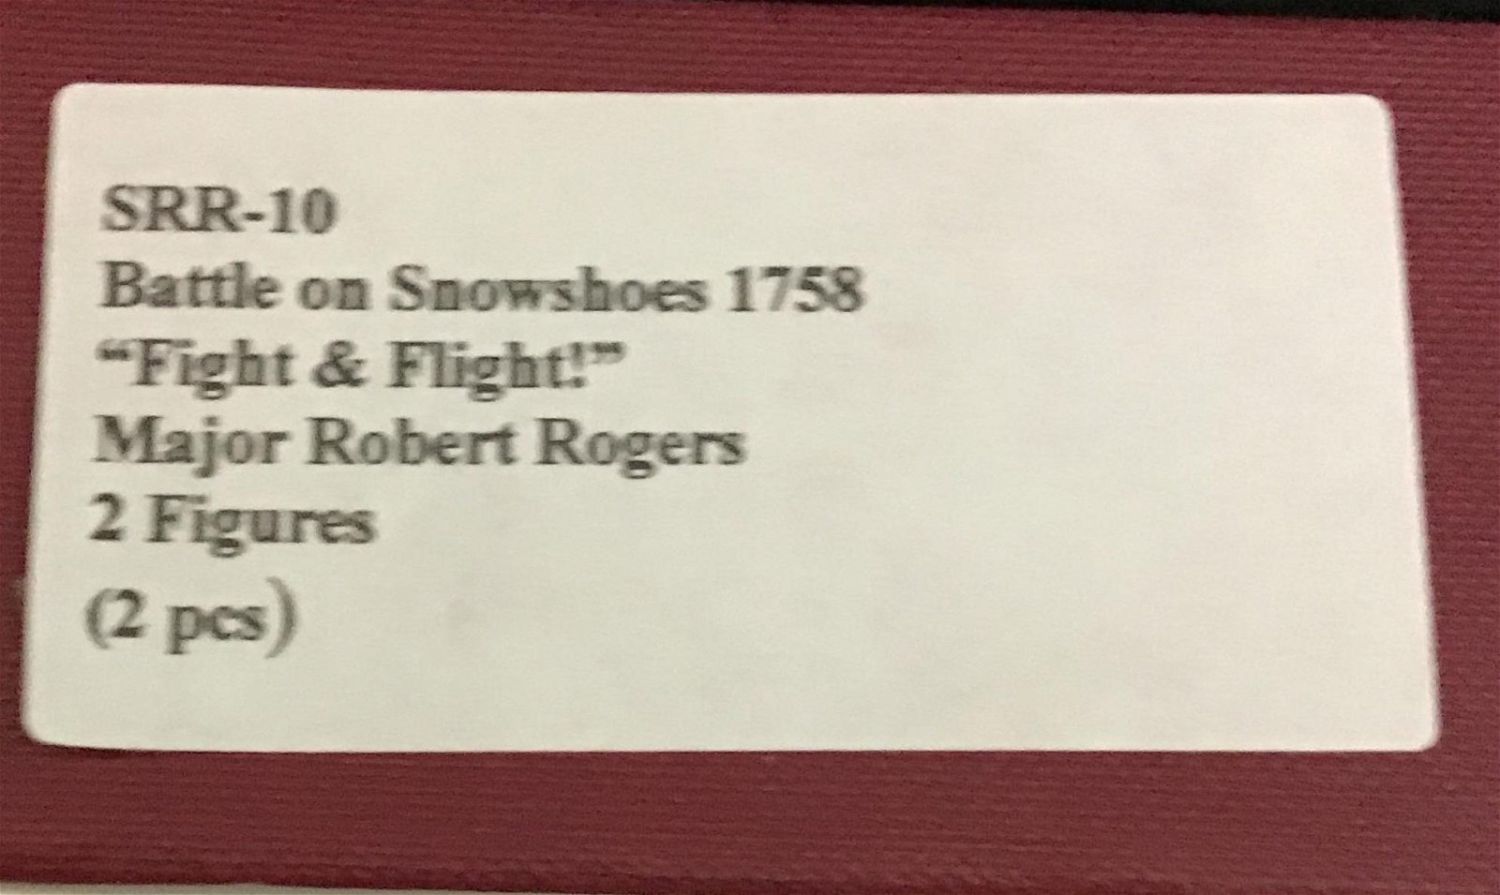 SRR-10
Battle on Snowshoes 1758
“Fight & Flight!”
Major Robert Rogers
2 Figures
(2 pcs)